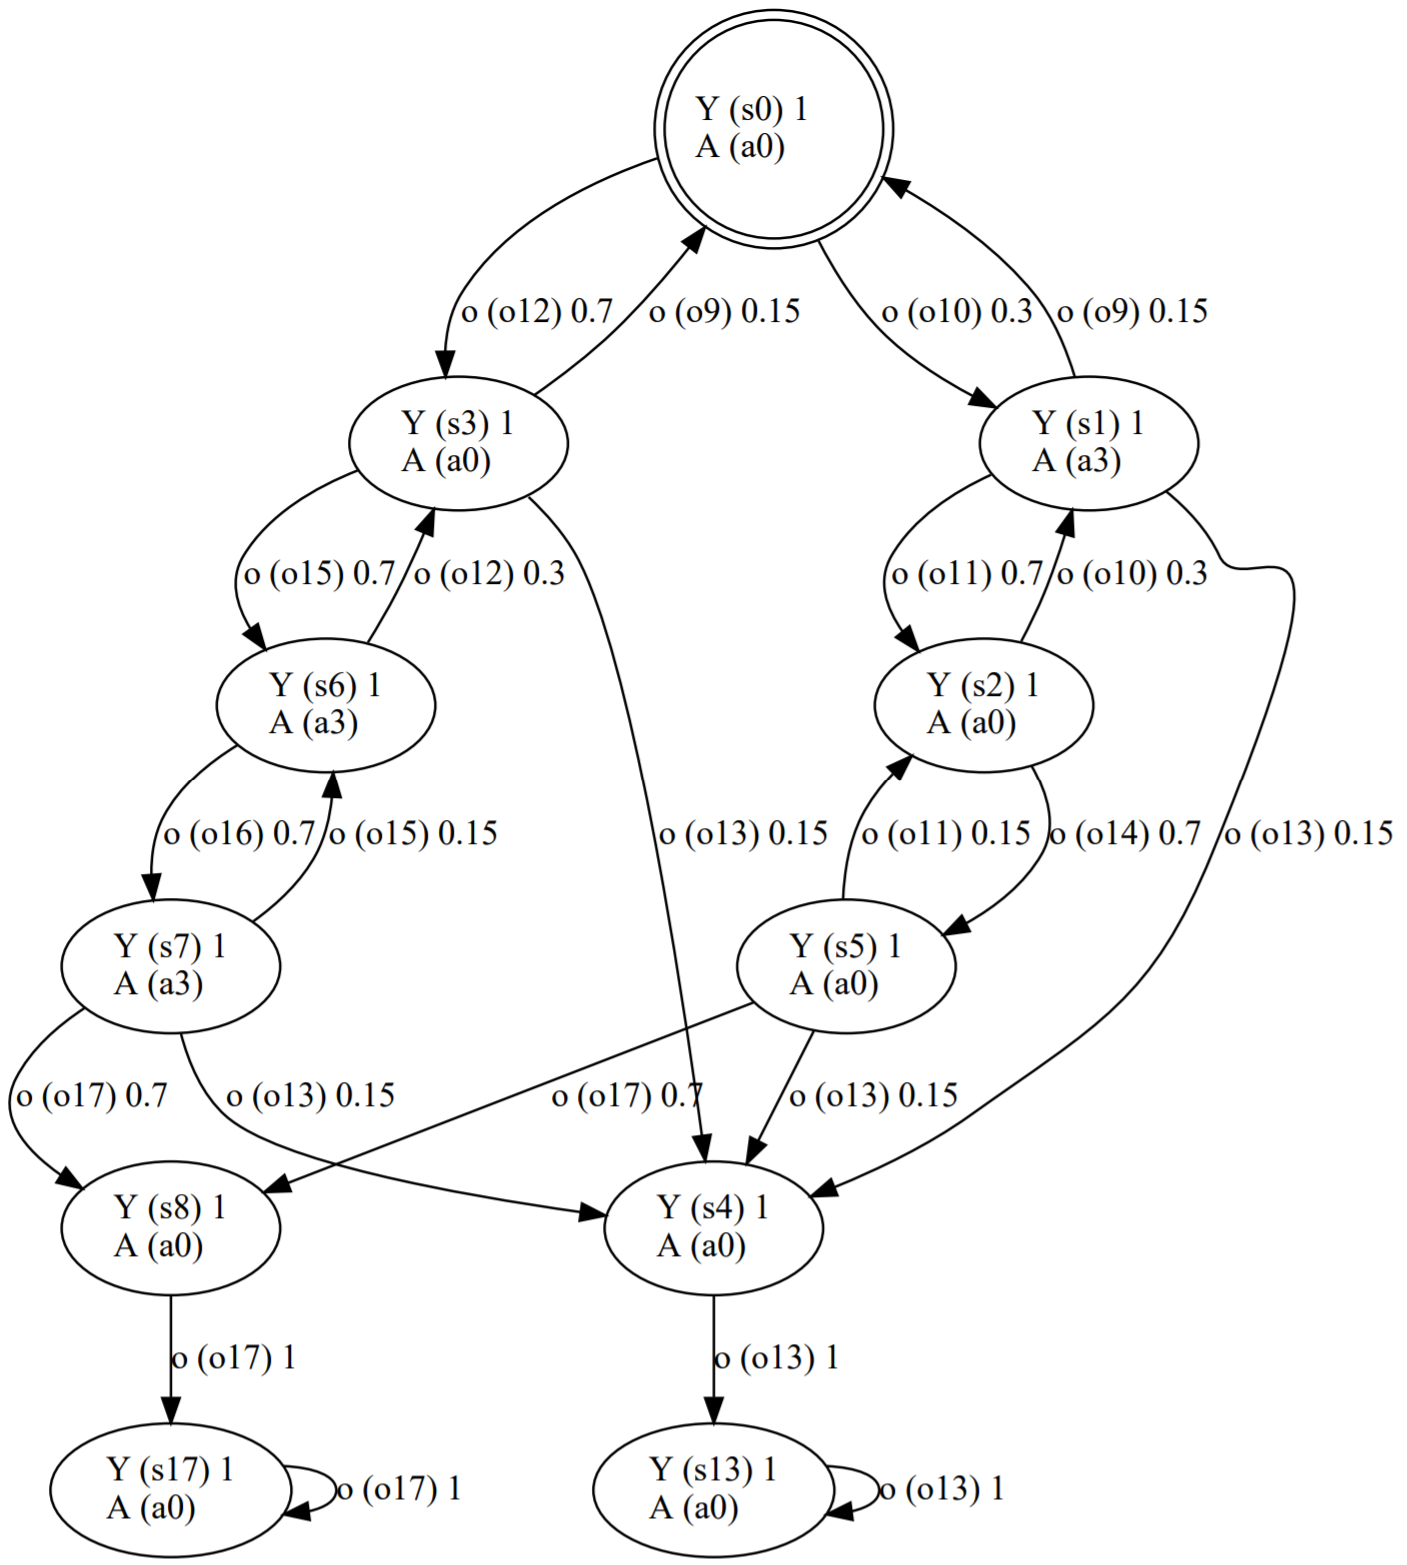 Y (s0) 1
A (a0)
o (o12) 0.7
o (o9) 0.15
o (o10) 0.3
o (o9) 0.15
Y (s3) 1
A (a0)
Y (s1) 1
A (a3)
o (o15) 0.7
o (o12) 0.3
o (o11) 0.7
o (o10) 0.3
Y (s6) 1
A (a3)
Y (s2) 1
A (a0)
o (o16) 0.7
o (o15) 0.15
o (o13) 0.15
o (o11) 0.15
o (o14) 0.7
o (o13) 0.15
Y (s7) 1
A (a3)
Y (s5) 1
A (a0)
o (o17) 0.7
o (o13) 0.15
o (o17) 0.7
o (o13) 0.15
Y (s8) 1
A (a0)
Y (s4) 1
A (a0)
o (o17) 1
o (o13) 1
Y (s17) 1
A (a0)
o (o17) 1
Y (s13) 1
A (a0)
o (o13) 1